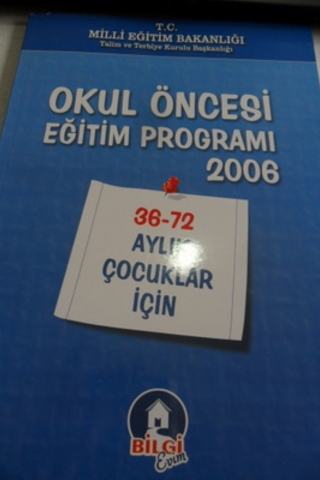 T.C.
MİLLİ EĞİTİM BAKANLIĞI
Talim ve Terbiye Kurulu Başkanlığı
OKUL ÖNCESİ
EĞİTİM PROGRAMI
2006
36-72
AYLIK
ÇOCUKLAR
İÇİN
BİLGİ
Evim